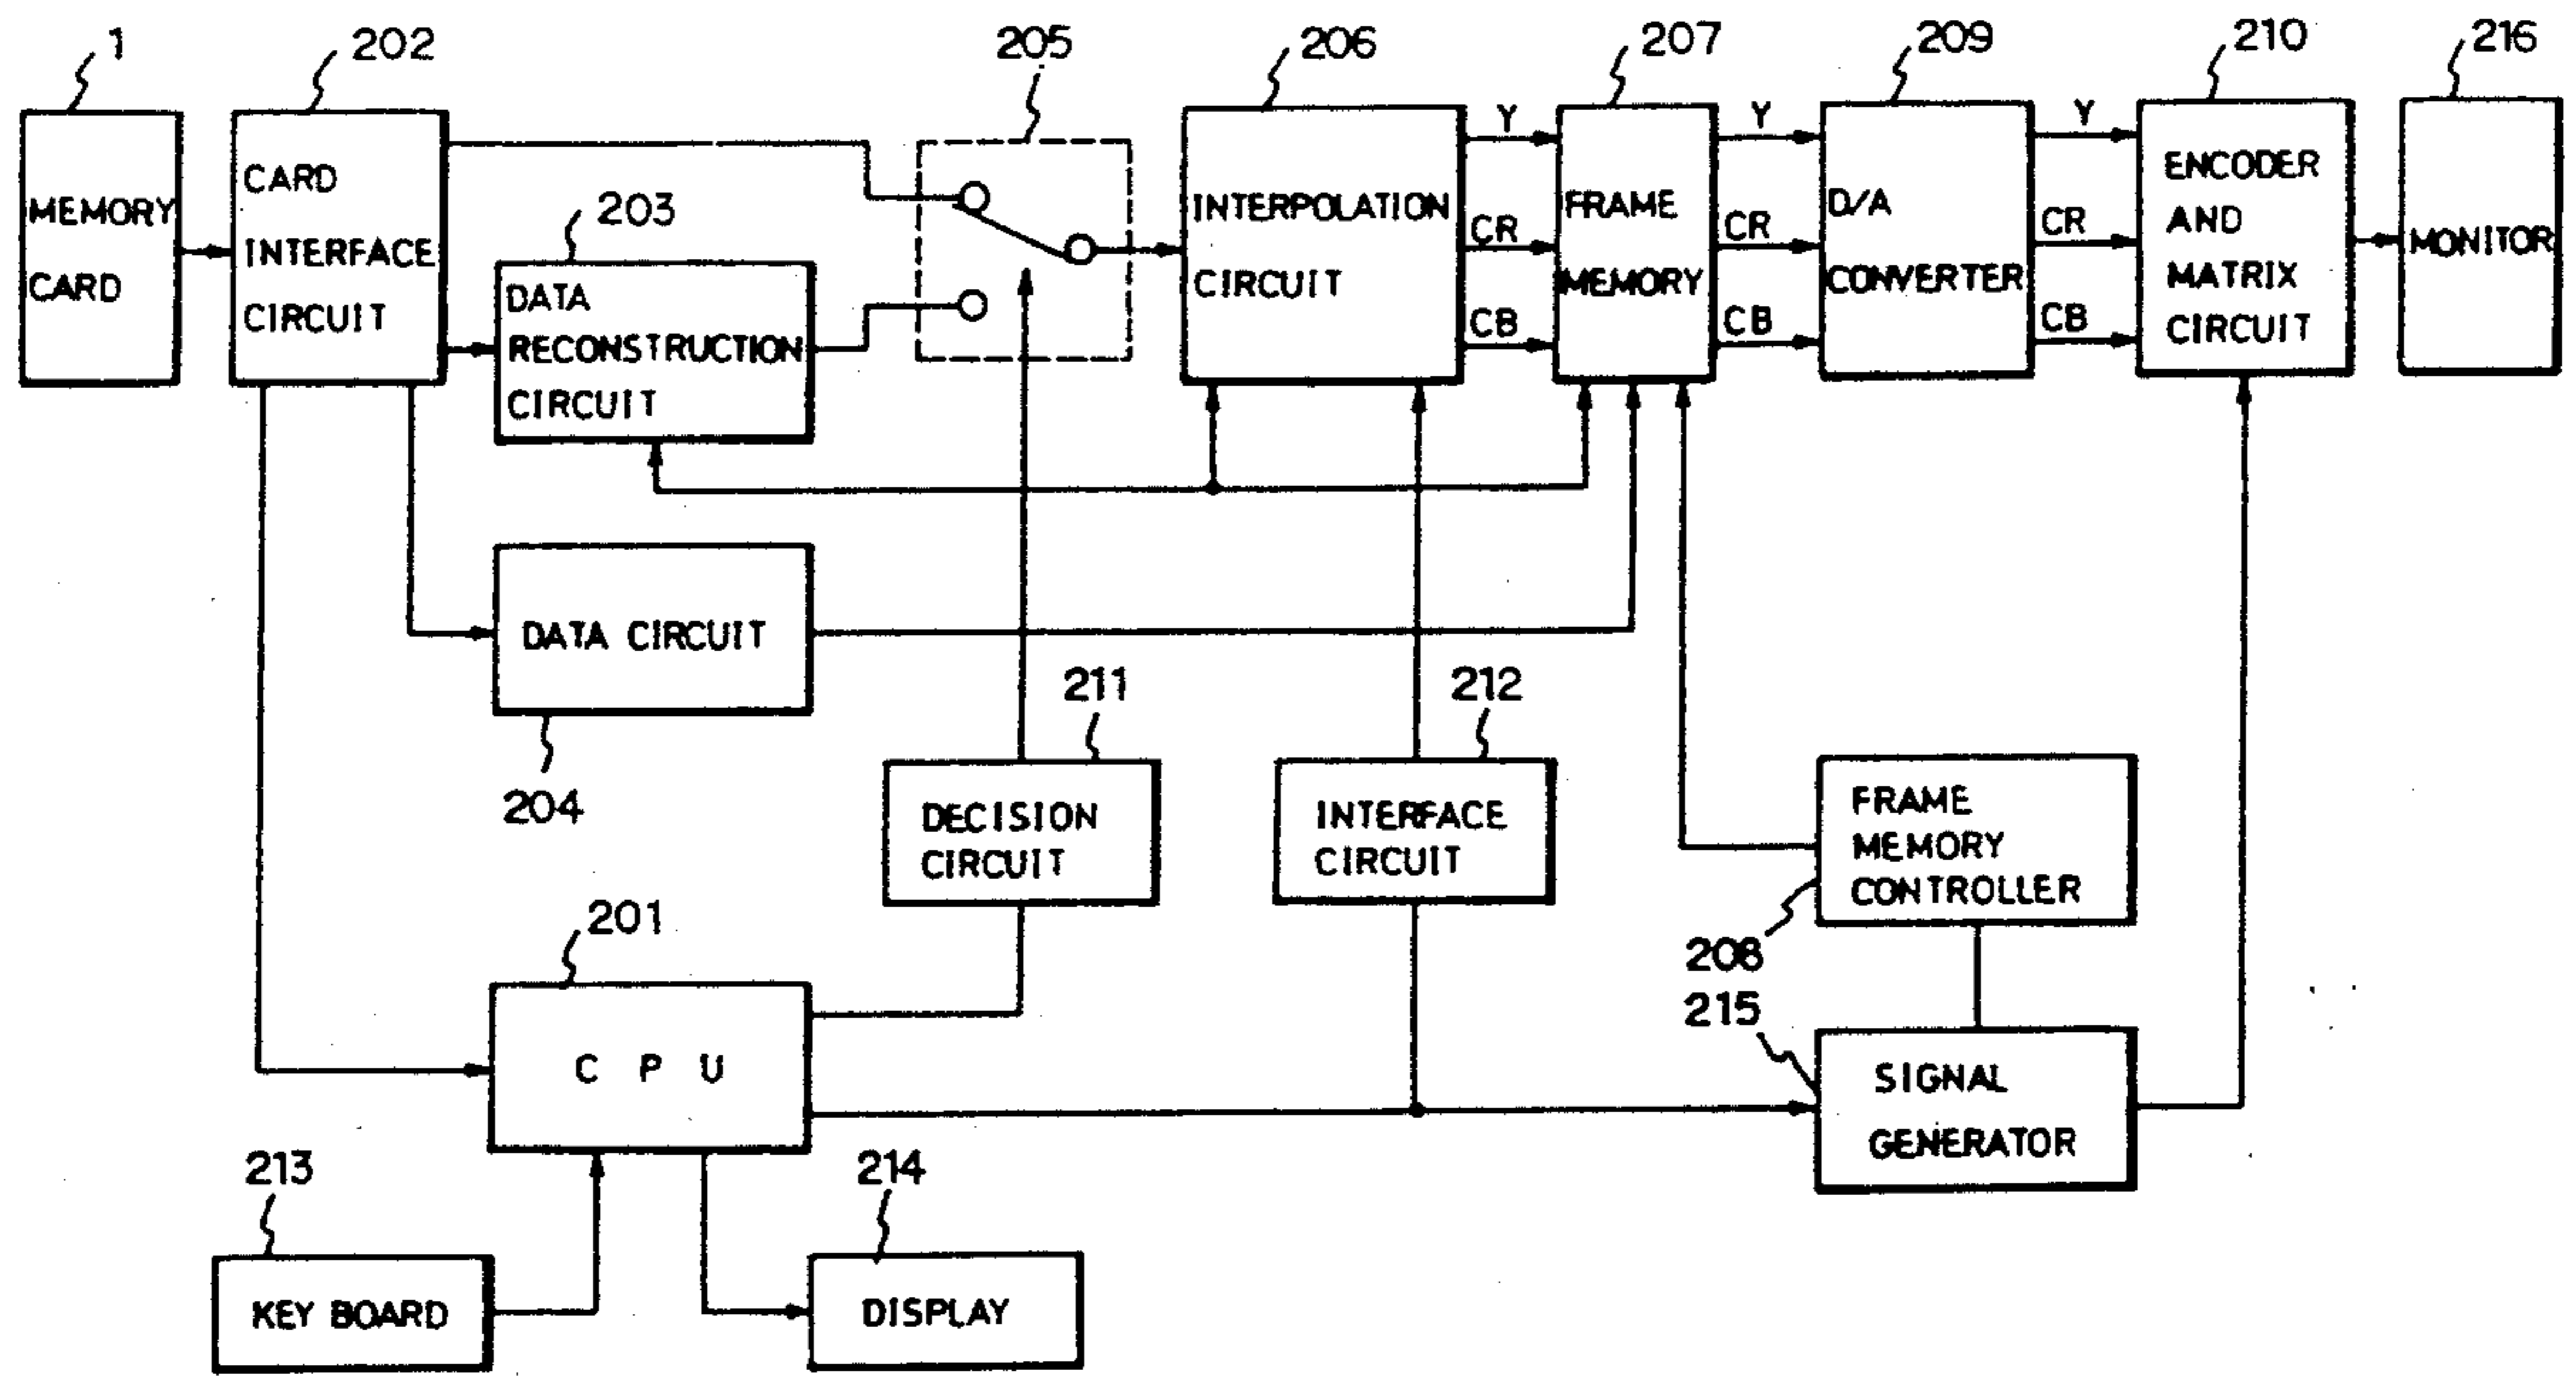 1
202
205
206
207
209
210
216
MEMORY
CARD
CARD
INTERFACE
CIRCUIT
203
DATA
RECONSTRUCTION
CIRCUIT
INTERPOLATION
CIRCUIT
Y
CR
CB
FRAME
MEMORY
Y
CR
CB
D/A
CONVERTER
Y
CR
CB
ENCODER
AND
MATRIX
CIRCUIT
MONITOR
DATA CIRCUIT
204
211
DECISION
CIRCUIT
212
INTERFACE
CIRCUIT
FRAME
MEMORY
CONTROLLER
208
215
SIGNAL
GENERATOR
201
C P U
213
KEY BOARD
214
DISPLAY